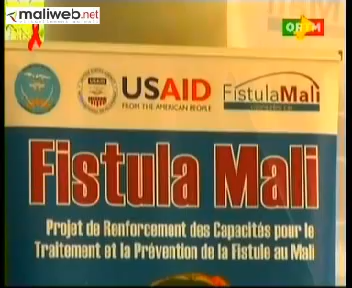 maliweb.net
ORTM
USAID
FROM THE AMERICAN PEOPLE
FistulaMali
Fistula Mali
Projet de Renforcement des Capacités pour le
Traitement et la Prévention de la Fistule au Mali